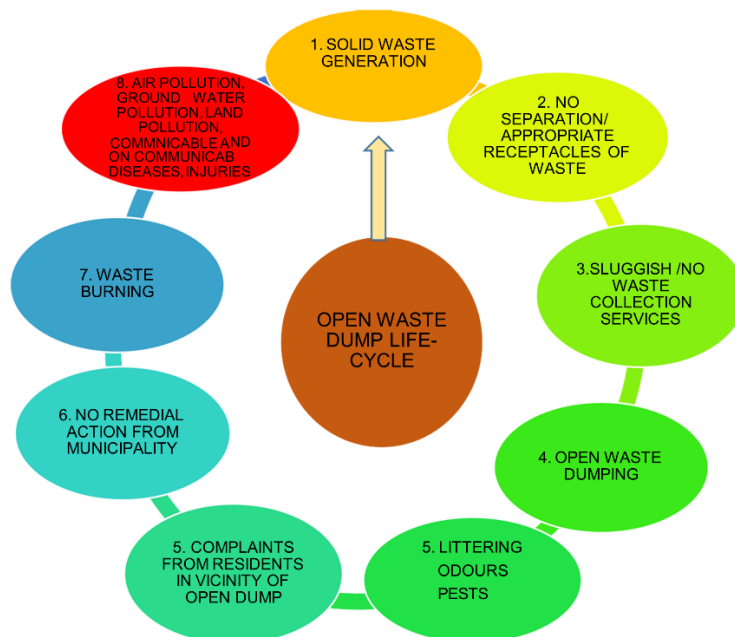 1. SOLID WASTE
GENERATION
2. NO
SEPARATION/
APPROPRIATE
RECEPTACLES OF
WASTE
3.SLUGGISH /NO
WASTE
COLLECTION
SERVICES
4. OPEN WASTE
DUMPING
5. LITTERING
ODOURS
PESTS
5. COMPLAINTS
FROM RESIDENTS
IN VICINITY OF
OPEN DUMP
6. NO REMEDIAL
ACTION FROM
MUNICIPALITY
7. WASTE
BURNING
8. AIR POLLUTION,
GROUND WATER
POLLUTION, LAND
POLLUTION,
COMMNICABLE AND
ON COMMUNICAB
DISEASES, INJURIES
OPEN WASTE
DUMP LIFE-
CYCLE